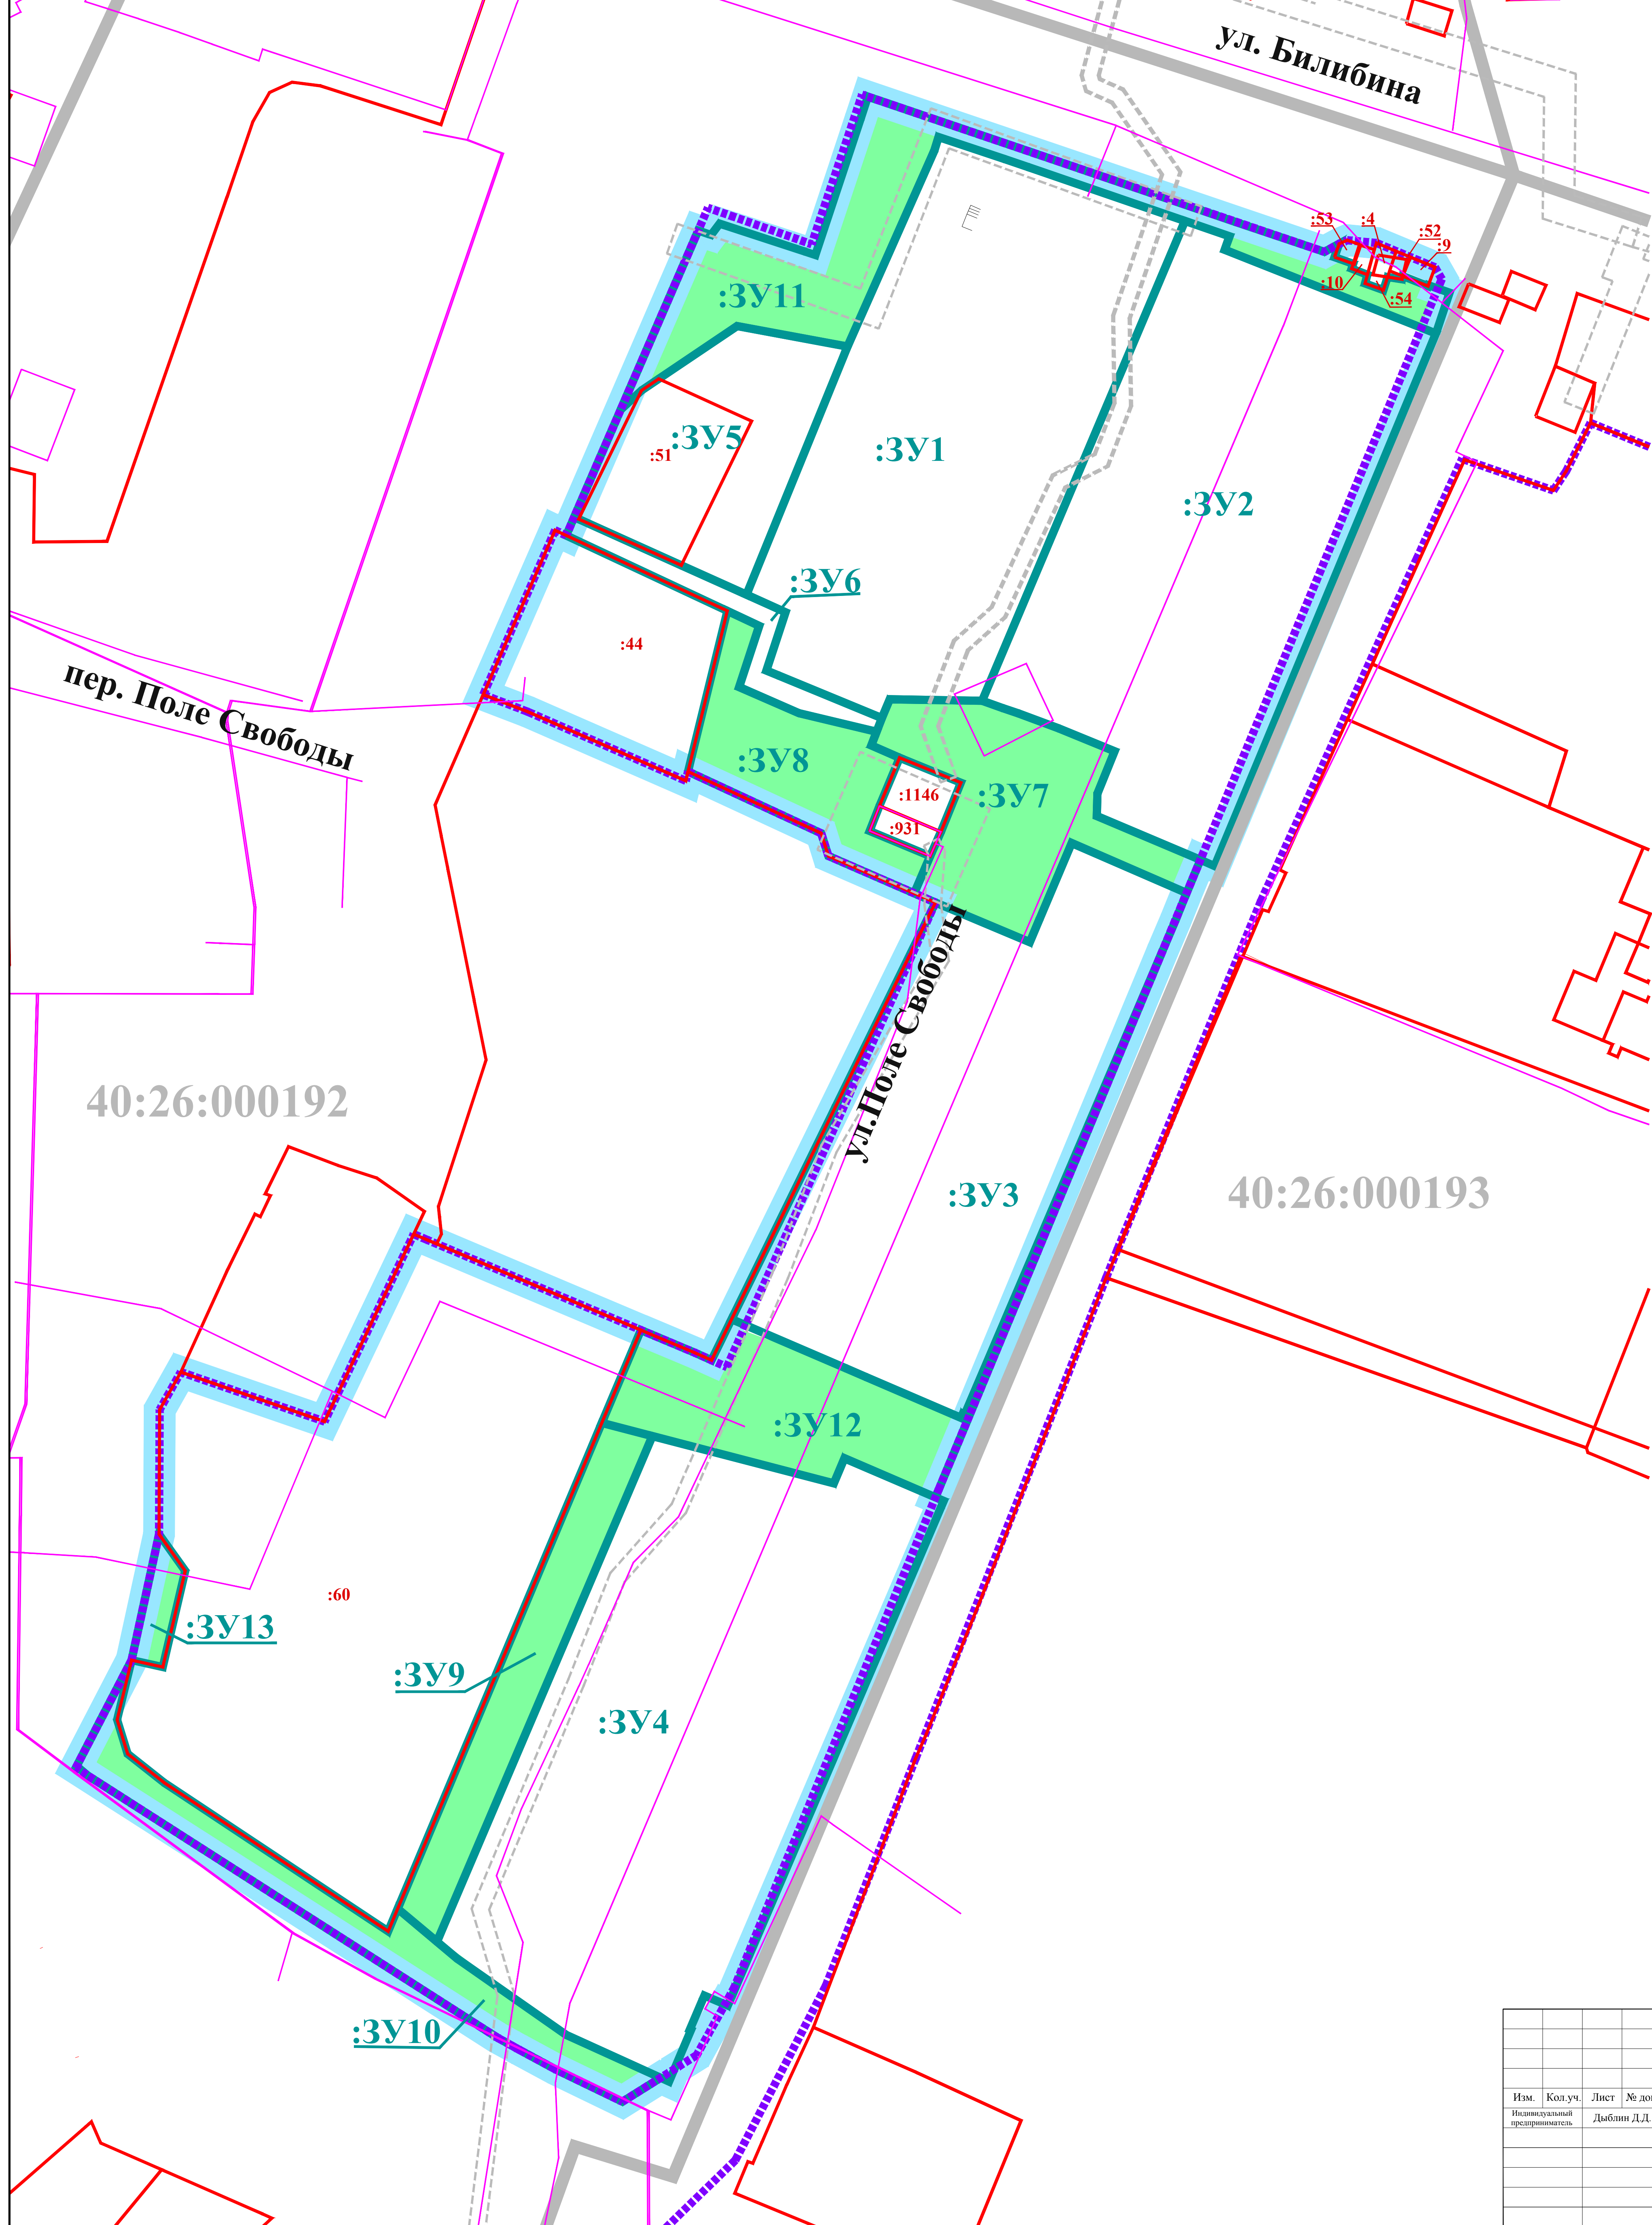 ул. Билибина
:53
:4
:52
:9
:10
:54
:ЗУ11
:ЗУ5
:51
:ЗУ1
:ЗУ2
:ЗУ6
:44
пер. Поле Свободы
:ЗУ8
:1146
:ЗУ7
:931
ул.Поле Свободы
40:26:000192
40:26:000193
:ЗУ3
:ЗУ12
:60
:ЗУ13
:ЗУ9
:ЗУ4
:ЗУ10
Изм. Кол.уч. Лист № до
Индивидуальный
предприниматель
Дыблин Д.Д.